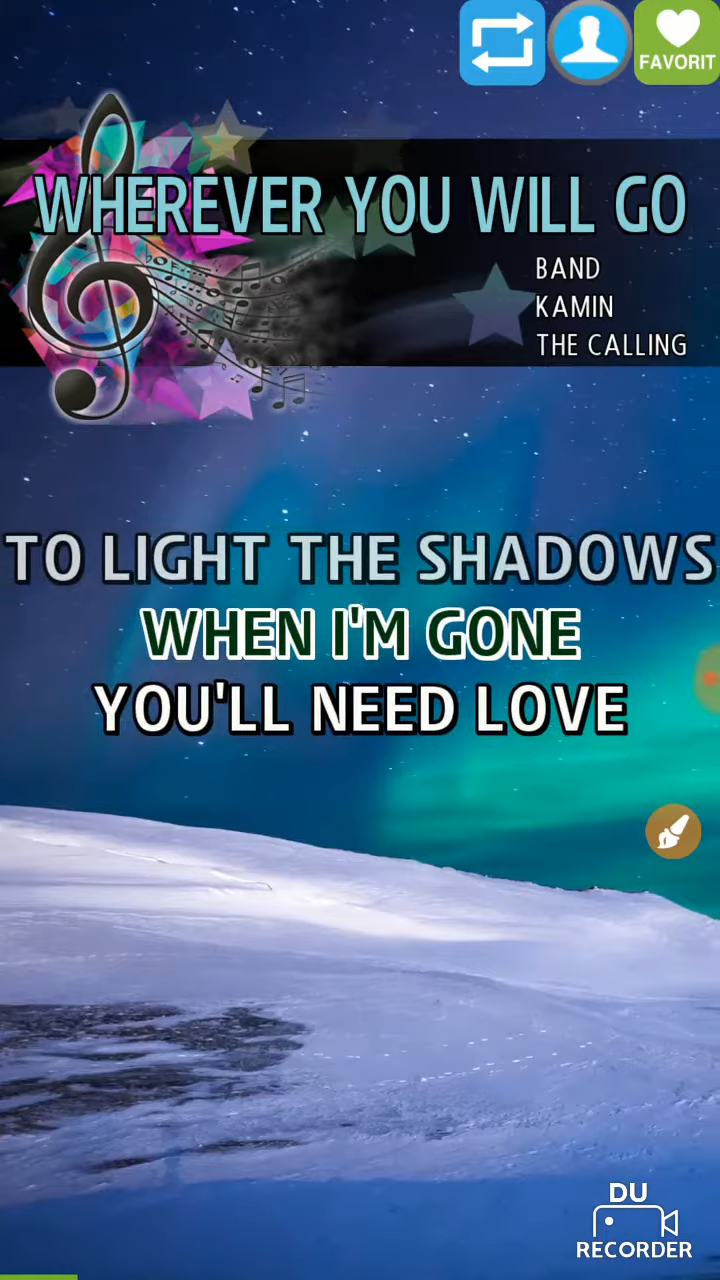 FAVORIT
WHEREVER YOU WILL GO
BAND
KAMIN
THE CALLING
TO LIGHT THE SHADOWS
WHEN I'M GONE
YOU'LL NEED LOVE
DU
RECORDER